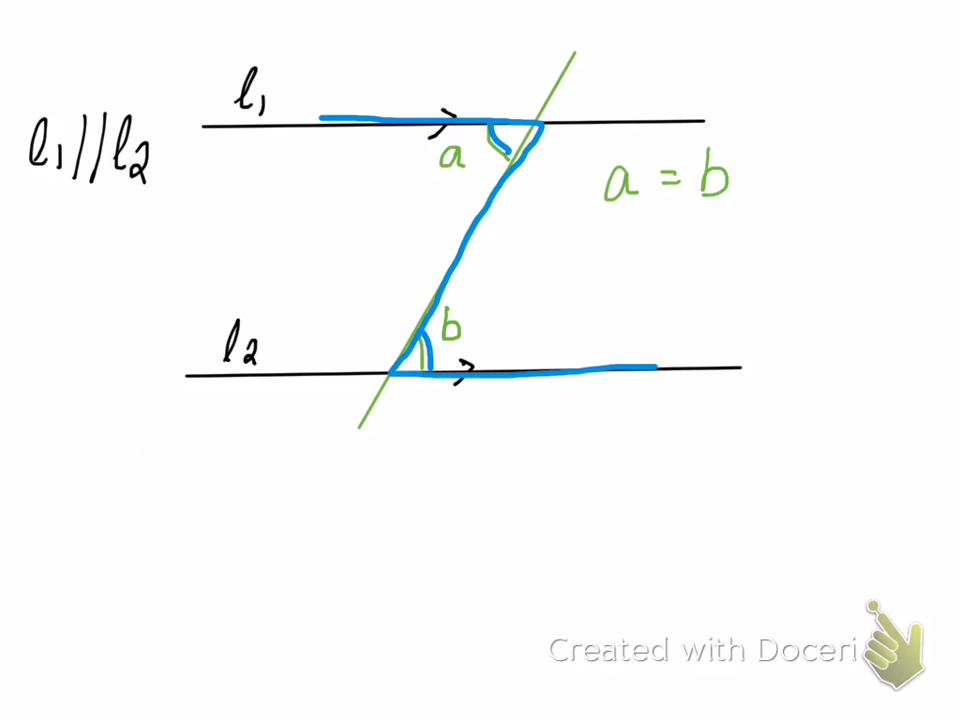 l1
l1//l2
a
a = b
b
l2
Created with Doceri